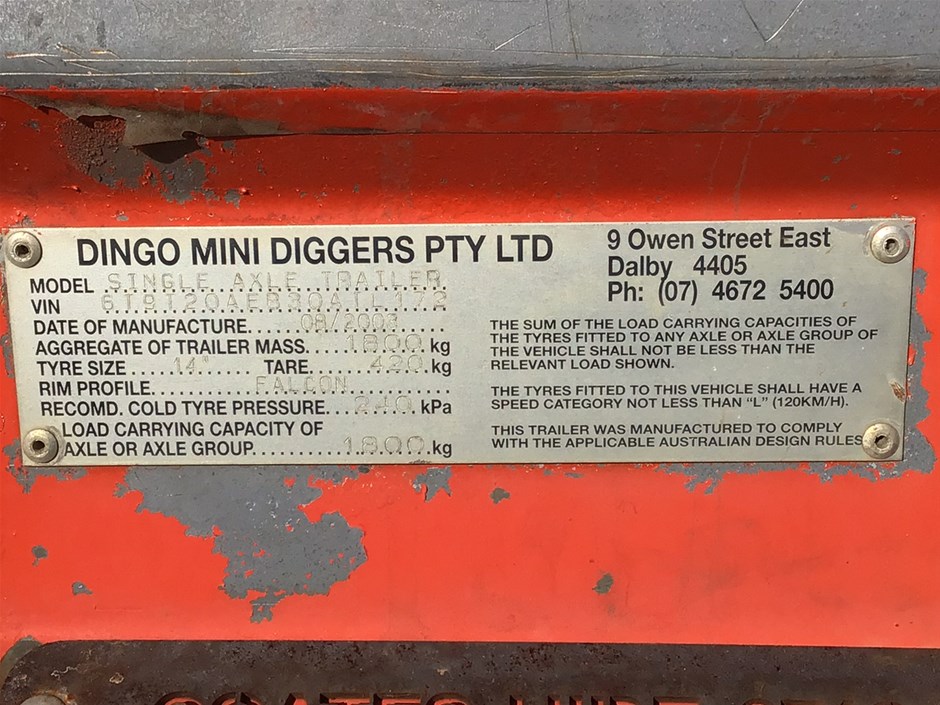 DINGO MINI DIGGERS PTY LTD
MODEL SINGLE AXLE TRAILER
VIN
DATE OF MANUFACTURE 08/2003
AGGREGATE OF TRAILER MASS 1800 kg
TYRE SIZE 14" TARE 420 kg
RIM PROFILE FALCON
RECOMD. COLD TYRE PRESSURE 240 kPa
LOAD CARRYING CAPACITY OF
AXLE OR AXLE GROUP 1800 kg
9 Owen Street East
Dalby 4405
Ph: (07) 4672 5400
THE SUM OF THE LOAD CARRYING CAPACITIES OF
THE TYRES FITTED TO ANY AXLE OR AXLE GROUP OF
THE VEHICLE SHALL NOT BE LESS THAN THE
RELEVANT LOAD SHOWN.
THE TYRES FITTED TO THIS VEHICLE SHALL HAVE A
SPEED CATEGORY NOT LESS THAN "L" (120KM/H).
THIS TRAILER WAS MANUFACTURED TO COMPLY
WITH THE APPLICABLE AUSTRALIAN DESIGN RULES
COATES HIRE